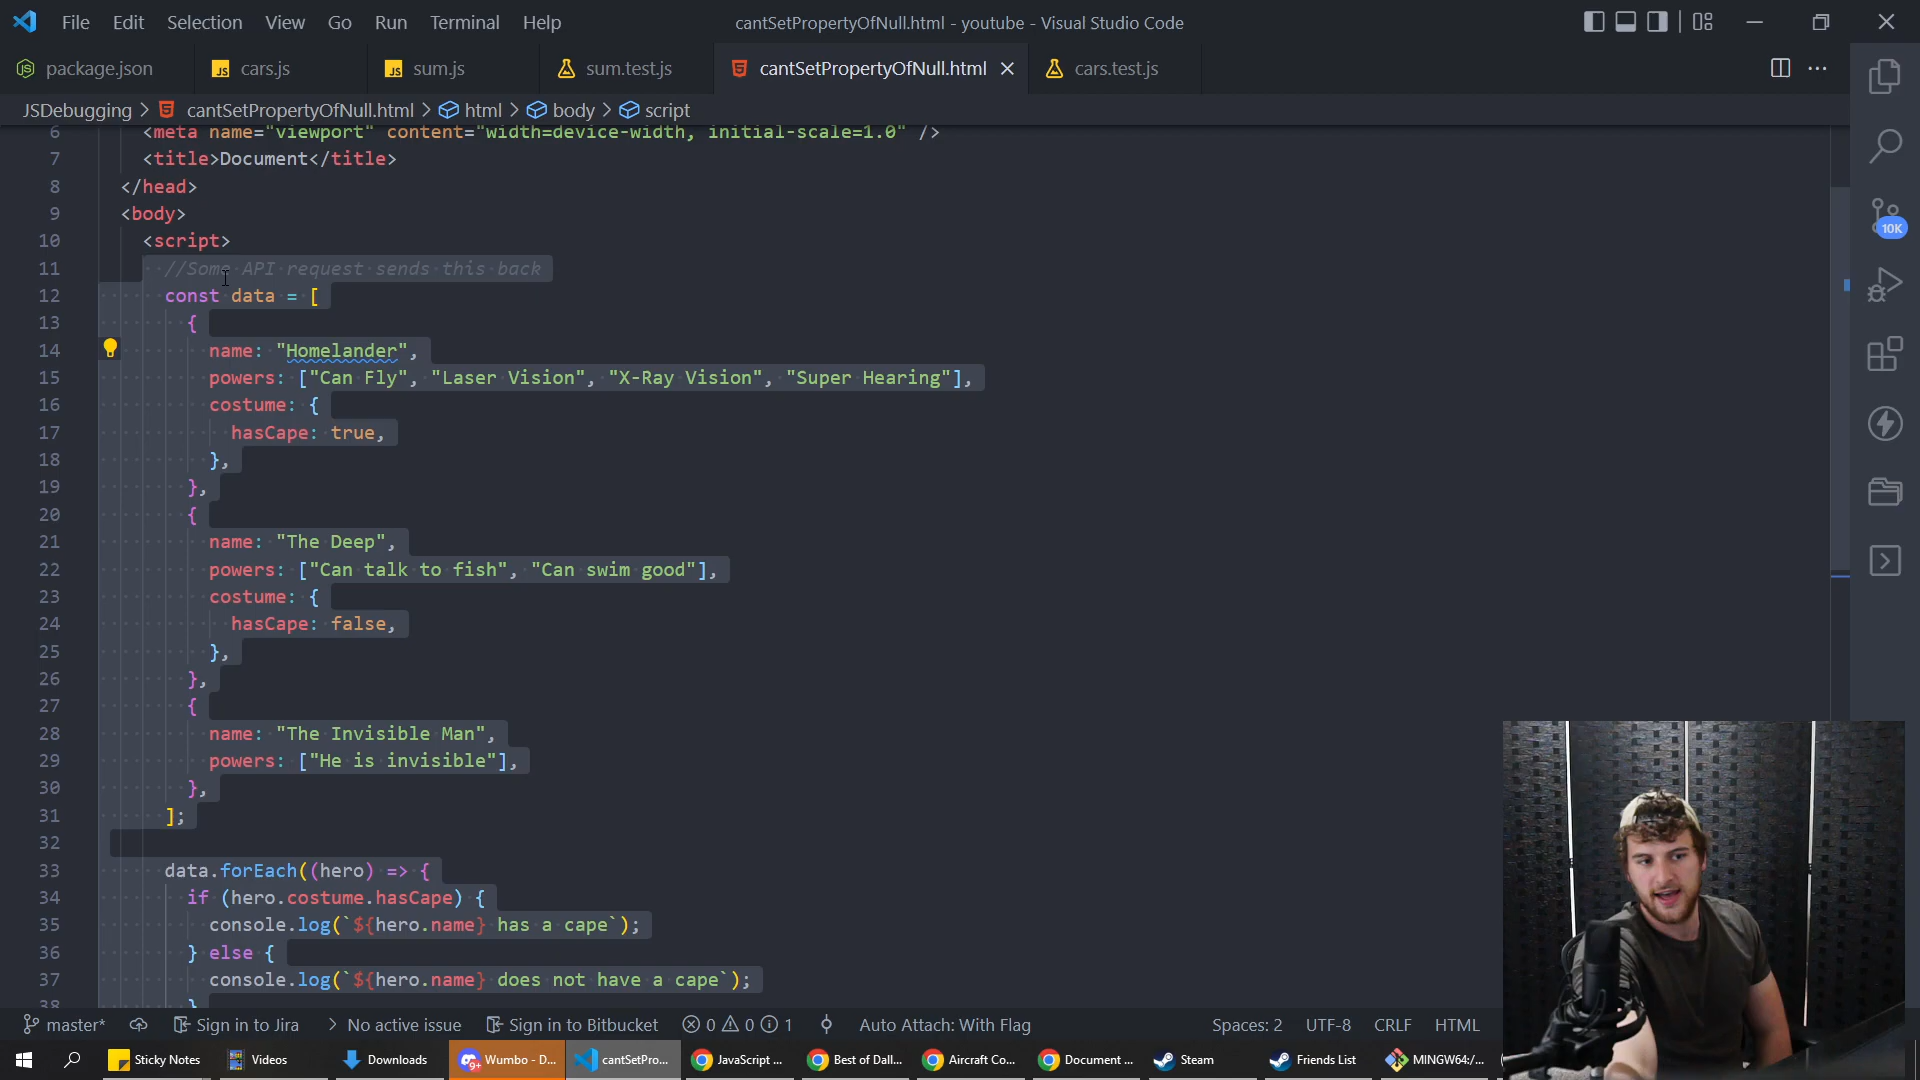 File Edit Selection View Go Run Terminal Help
cantSetPropertyOfNull.html - youtube - Visual Studio Code
package.json
cars.js
sum.js
sum.test.js
cantSetPropertyOfNull.html
cars.test.js
JSDebugging > cantSetPropertyOfNull.html > html > body > script
6 <meta name="viewport" content="width=device-width, initial-scale=1.0" />
7 <title>Document</title>
8 </head>
9 <body>
10 <script>
11 //Some API request sends this back
12 const data = [
13 {
14 name: "Homelander",
15 powers: ["Can Fly", "Laser Vision", "X-Ray Vision", "Super Hearing"],
16 costume: {
17 hasCape: true,
18 },
19 },
20 {
21 name: "The Deep",
22 powers: ["Can talk to fish", "Can swim good"],
23 costume: {
24 hasCape: false,
25 },
26 },
27 {
28 name: "The Invisible Man",
29 powers: ["He is invisible"],
30 },
31 ];
32
33 data.forEach((hero) => {
34 if (hero.costume.hasCape) {
35 console.log(`${hero.name} has a cape`);
36 } else {
37 console.log(`${hero.name} does not have a cape`);
38 }
10K
master* Sign in to Jira > No active issue Sign in to Bitbucket 0 0 1 Auto Attach: With Flag
Spaces: 2 UTF-8 CRLF HTML
Sticky Notes Videos Downloads 9+ Wumbo - D... cantSetPro... JavaScript ... Best of Dall... Aircraft Co... Document ... Steam Friends List MINGW64:/...